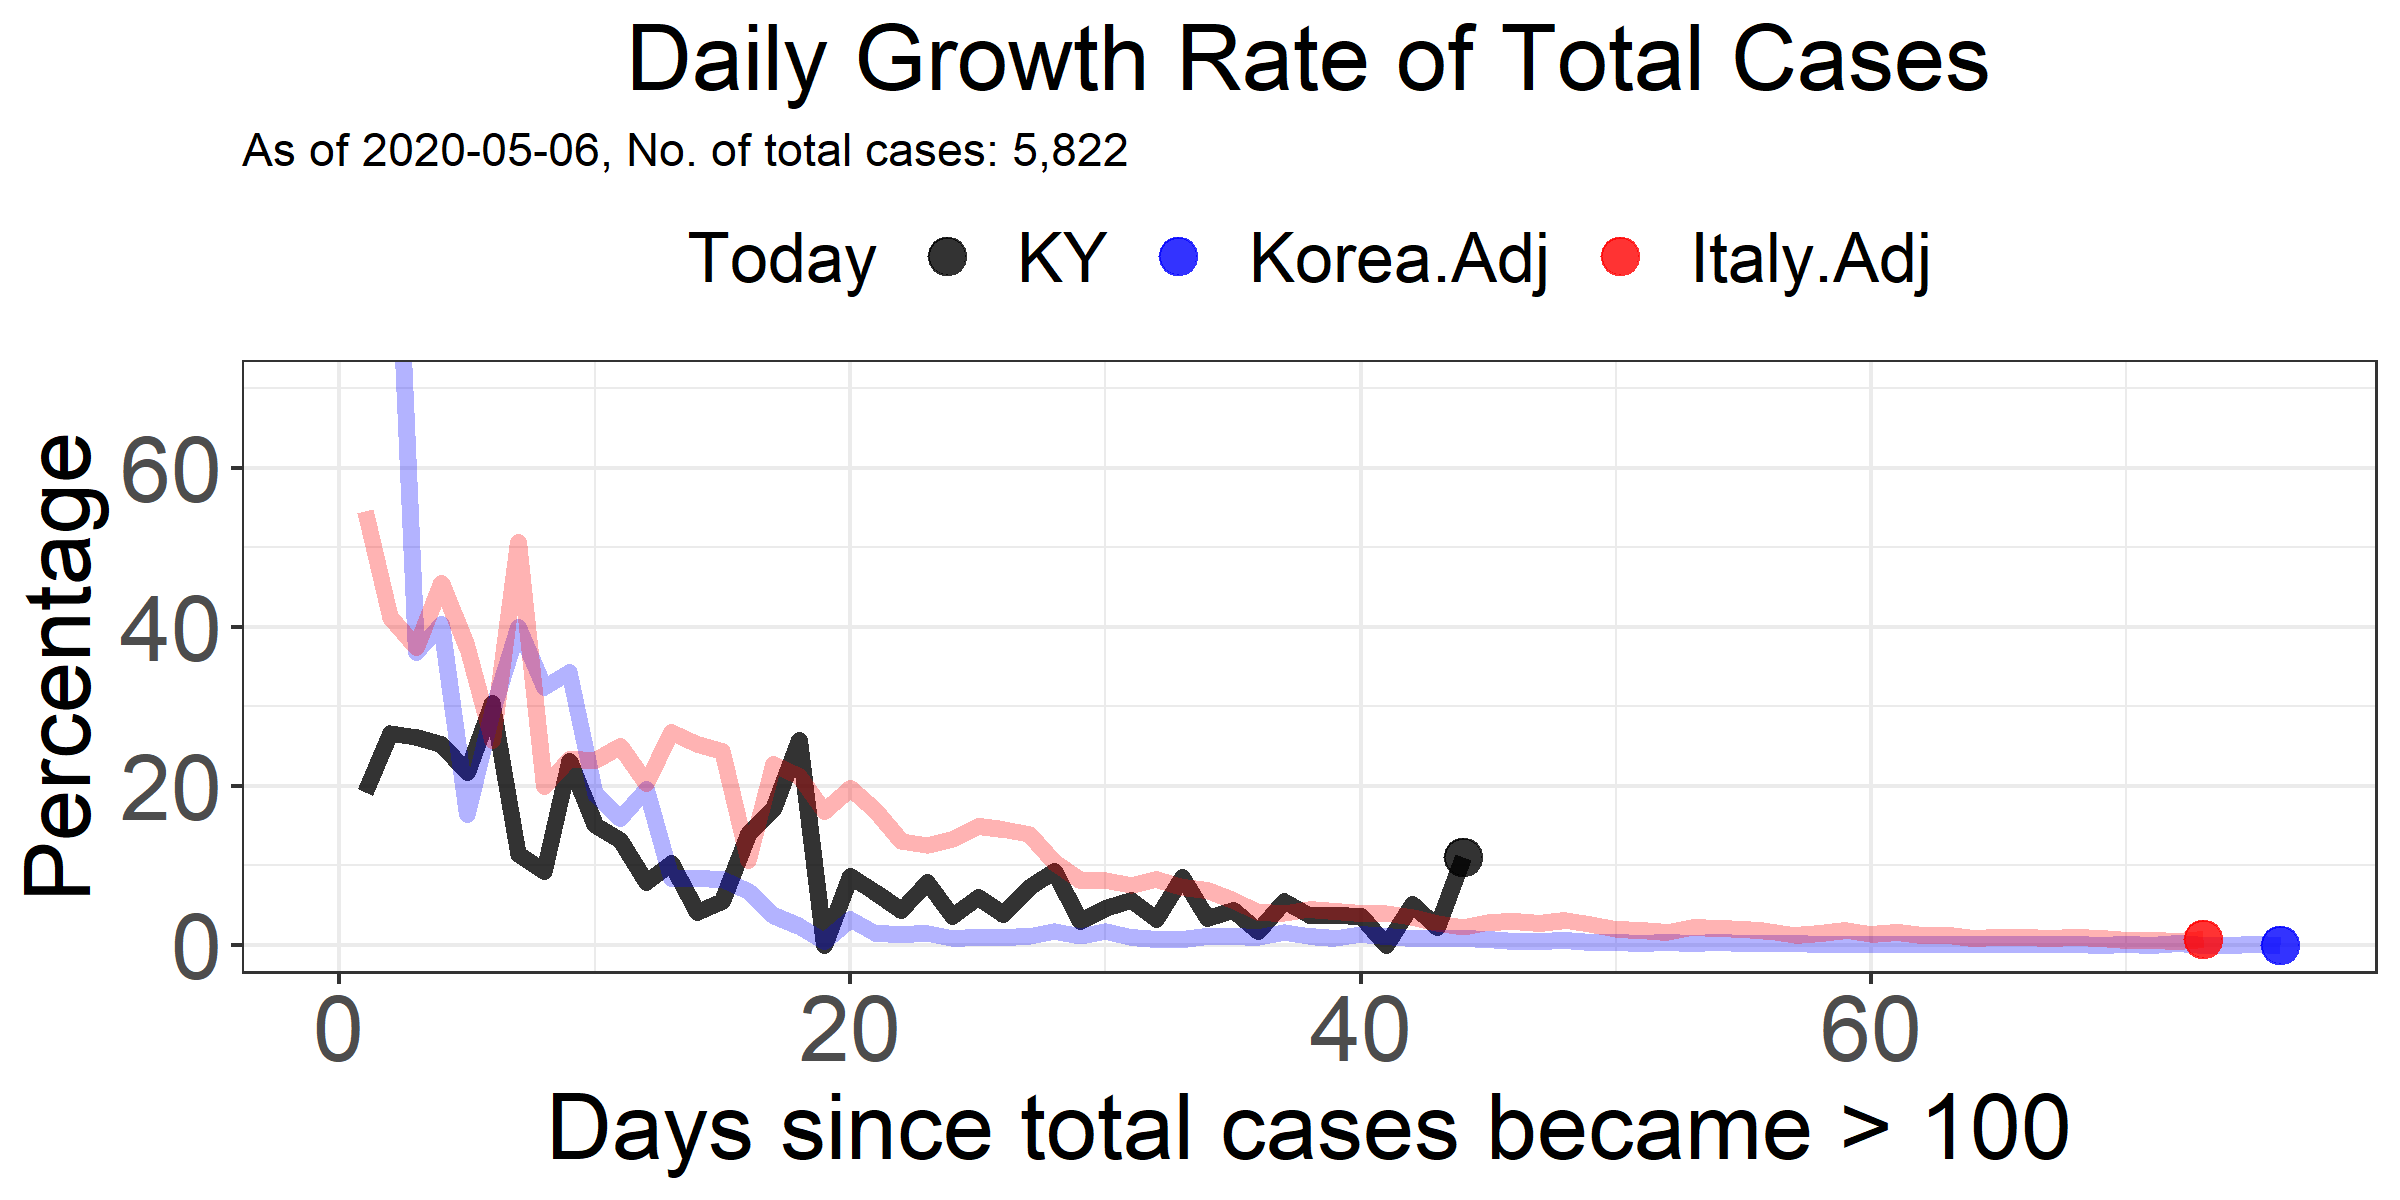 Daily Growth Rate of Total Cases
As of 2020-05-06, No. of total cases: 5,822
Today KY Korea.Adj Italy.Adj
Percentage
60
40
20
0
0 20 40 60
Days since total cases became > 100